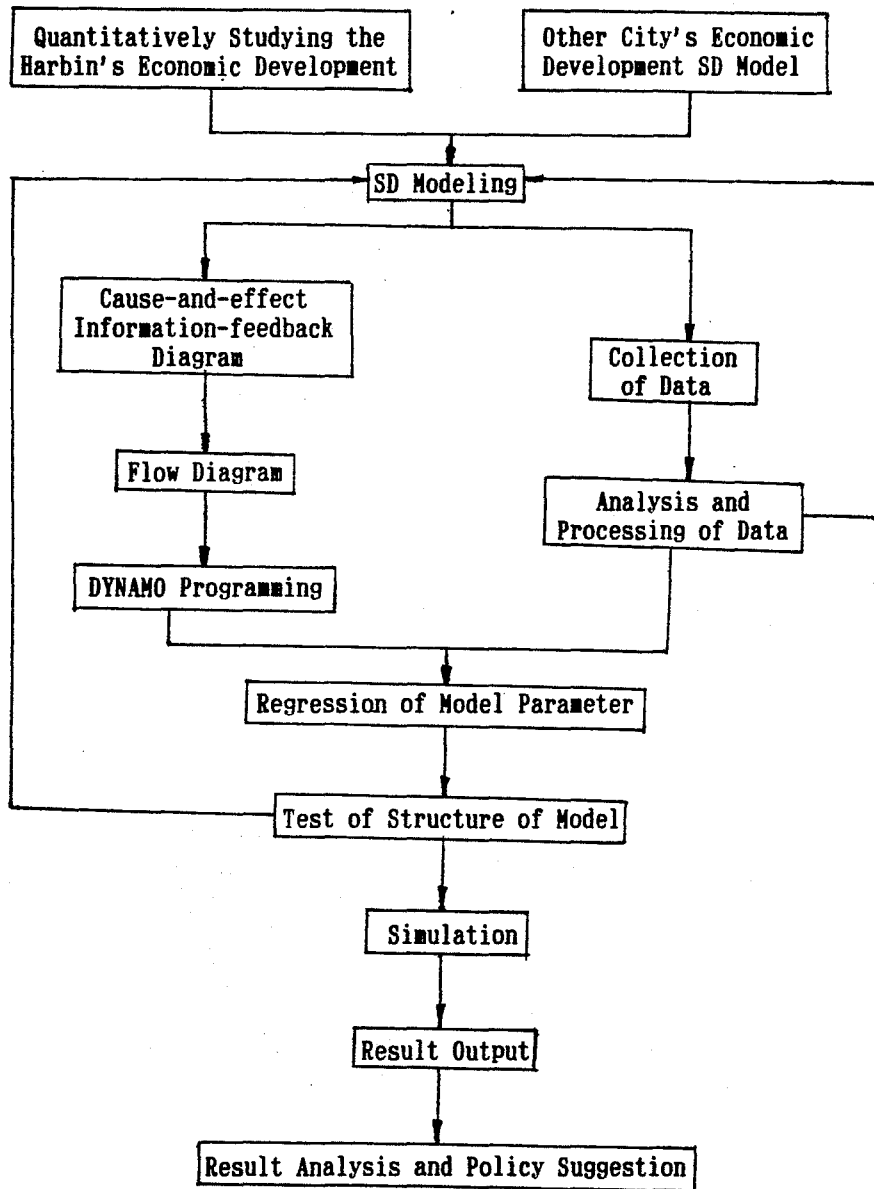 Quantitatively Studying the
Harbin's Economic Development
Other City's Economic
Development SD Model
SD Modeling
Cause-and-effect
Information-feedback
Diagram
Collection
of Data
Flow Diagram
Analysis and
Processing of Data
DYNAMO Programming
Regression of Model Parameter
Test of Structure of Model
Simulation
Result Output
Result Analysis and Policy Suggestion